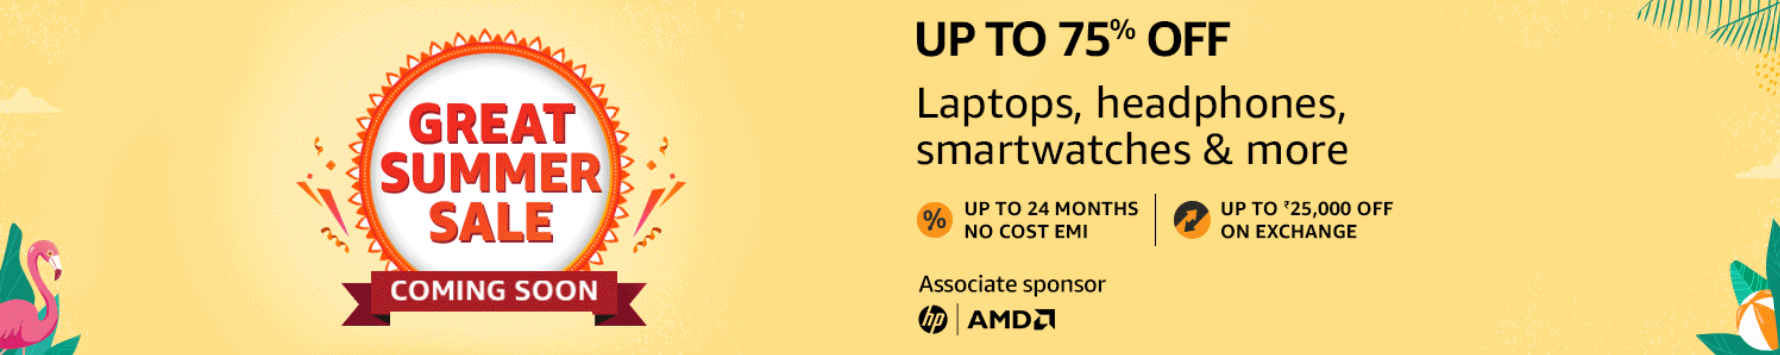 GREAT
SUMMER
SALE
COMING SOON
UP TO 75% OFF
Laptops, headphones,
smartwatches & more
% UP TO 24 MONTHS
NO COST EMI
UP TO ₹25,000 OFF
ON EXCHANGE
Associate sponsor
hp | AMD